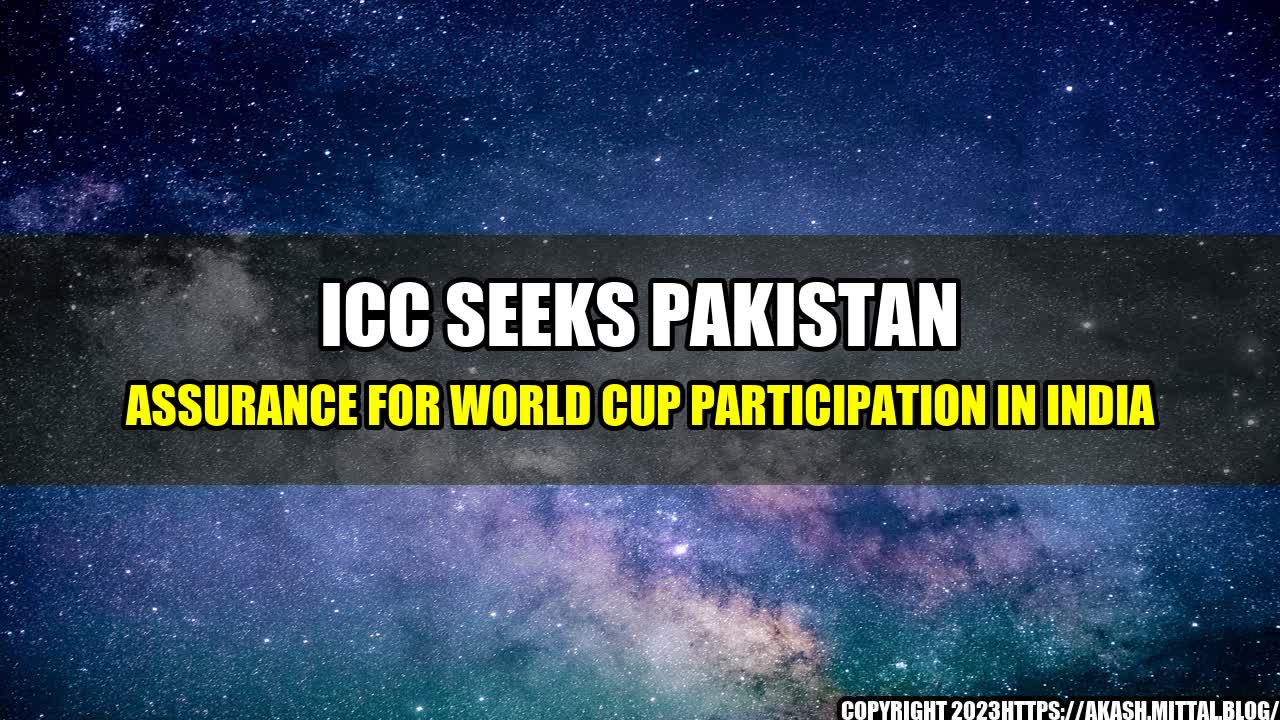 ICC SEEKS PAKISTAN
ASSURANCE FOR WORLD CUP PARTICIPATION IN INDIA
COPYRIGHT 2023HTTPS://AKASH.MITTAL.BLOG/